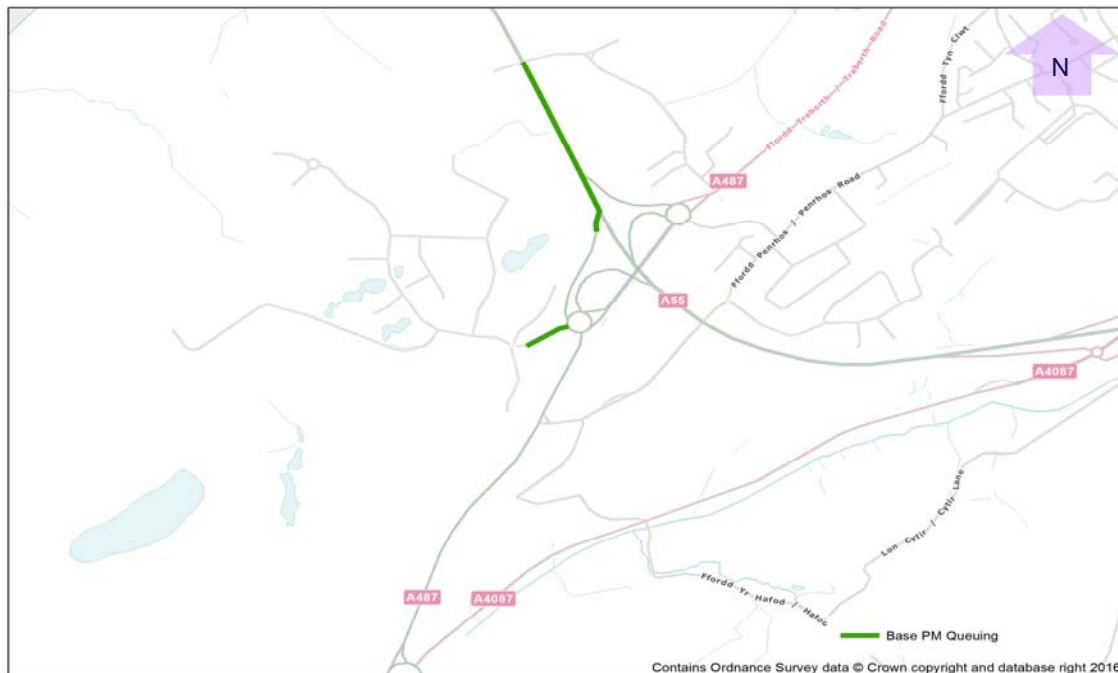 N
Ffordd Tyn Clwt
Ffordd Treborth / Treborth Road
A487
Ffordd Penrhos / Penrhos Road
A55
A4087
Lon Cytir / Cytir Lane
A487
A4087
Ffordd Yr Hafod / Hafod
Base PM Queuing
Contains Ordnance Survey data © Crown copyright and database right 2016